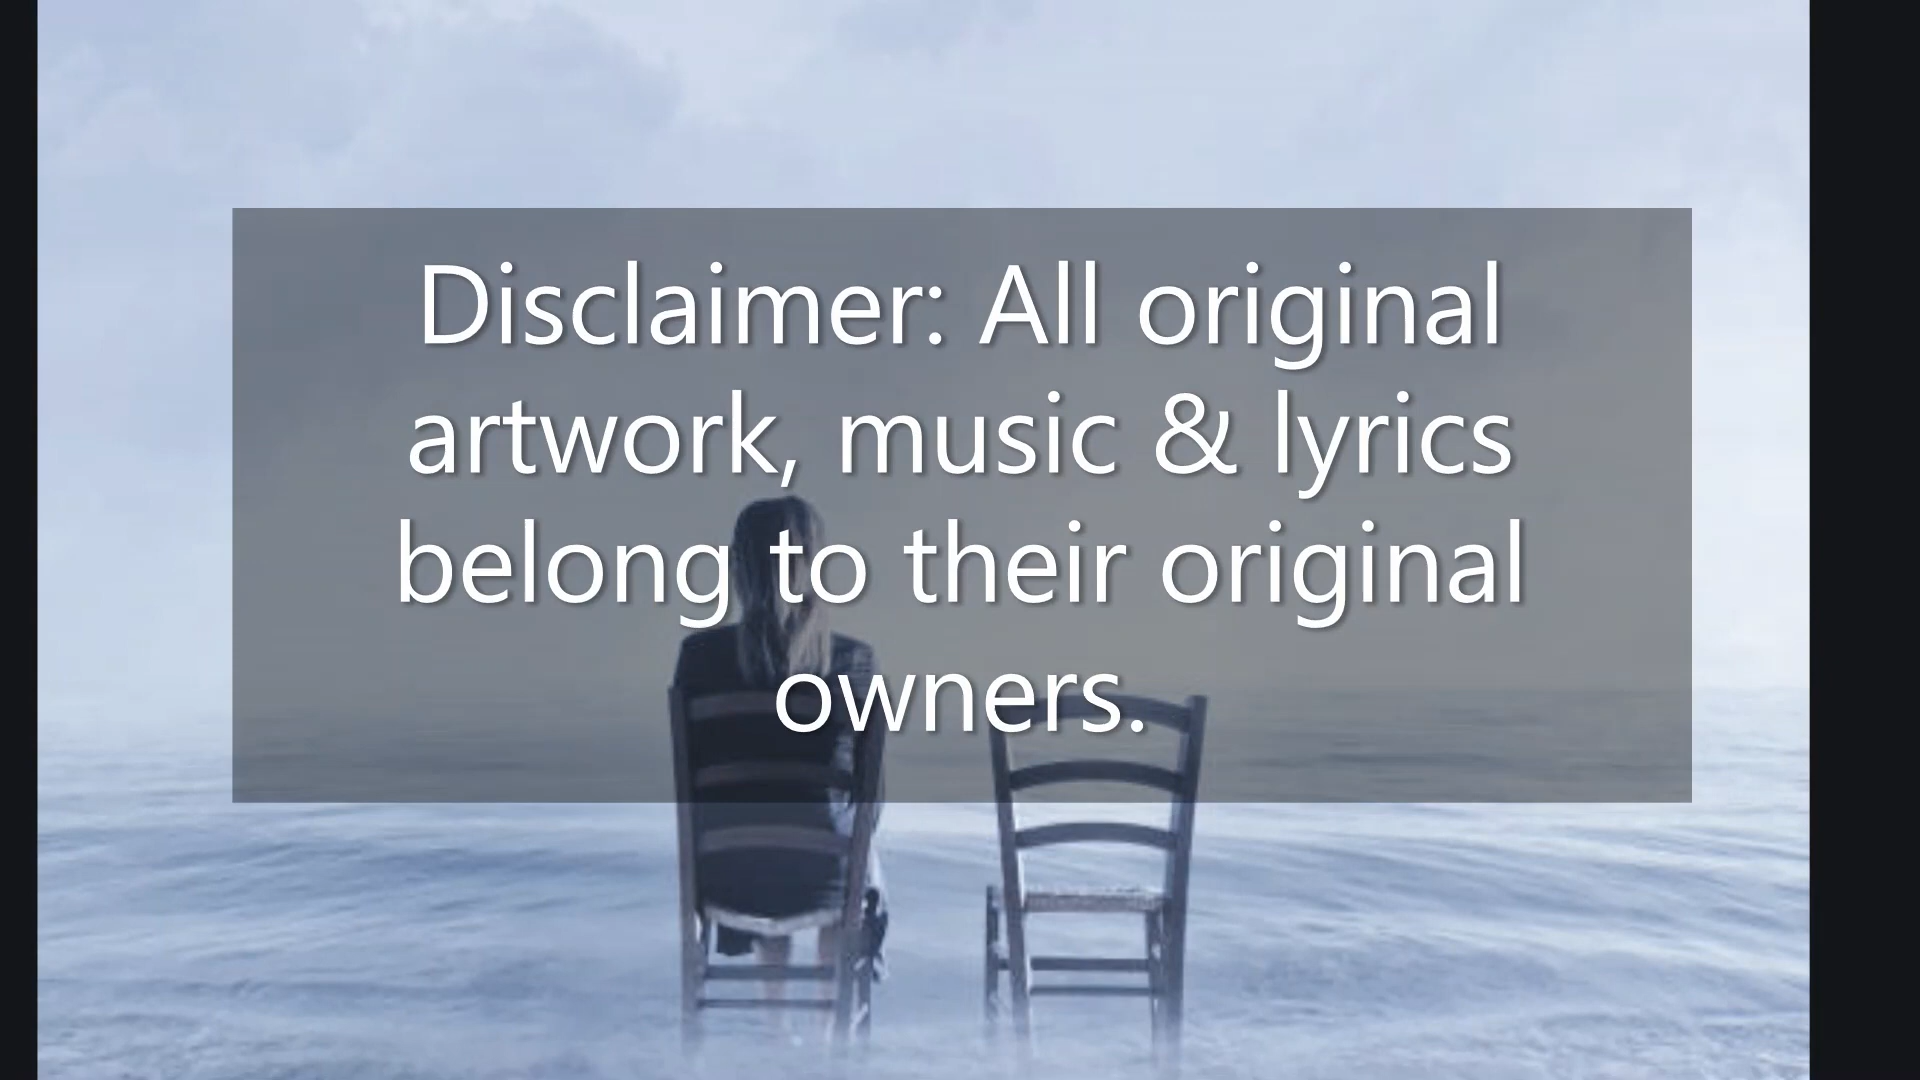 Disclaimer: All original
artwork, music & lyrics
belong to their original
owners.